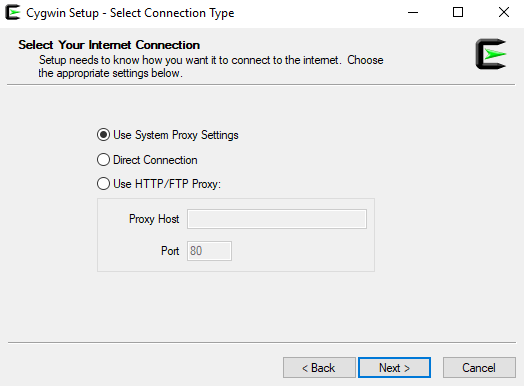 Cygwin Setup - Select Connection Type
Select Your Internet Connection
Setup needs to know how you want it to connect to the internet. Choose
the appropriate settings below.
Use System Proxy Settings
Direct Connection
Use HTTP/FTP Proxy:
Proxy Host
Port 80
< Back Next > Cancel